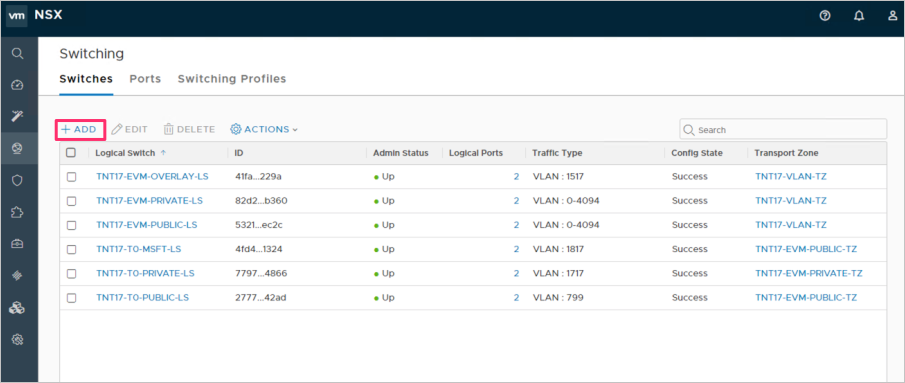 vm NSX
Switching
Switches Ports Switching Profiles
+ ADD EDIT DELETE ACTIONS Search
Logical Switch ↑ ID Admin Status Logical Ports Traffic Type Config State Transport Zone
TNT17-EVM-OVERLAY-LS 41fa...229a Up 2 VLAN : 1517 Success TNT17-VLAN-TZ
TNT17-EVM-PRIVATE-LS 82d2...b360 Up 2 VLAN : 0-4094 Success TNT17-VLAN-TZ
TNT17-EVM-PUBLIC-LS 5321...ec2c Up 2 VLAN : 0-4094 Success TNT17-VLAN-TZ
TNT17-T0-MSFT-LS 4fd4...1324 Up 2 VLAN : 1817 Success TNT17-EVM-PUBLIC-TZ
TNT17-T0-PRIVATE-LS 7797...4866 Up 2 VLAN : 1717 Success TNT17-EVM-PRIVATE-TZ
TNT17-T0-PUBLIC-LS 2777...42ad Up 2 VLAN : 799 Success TNT17-EVM-PUBLIC-TZ